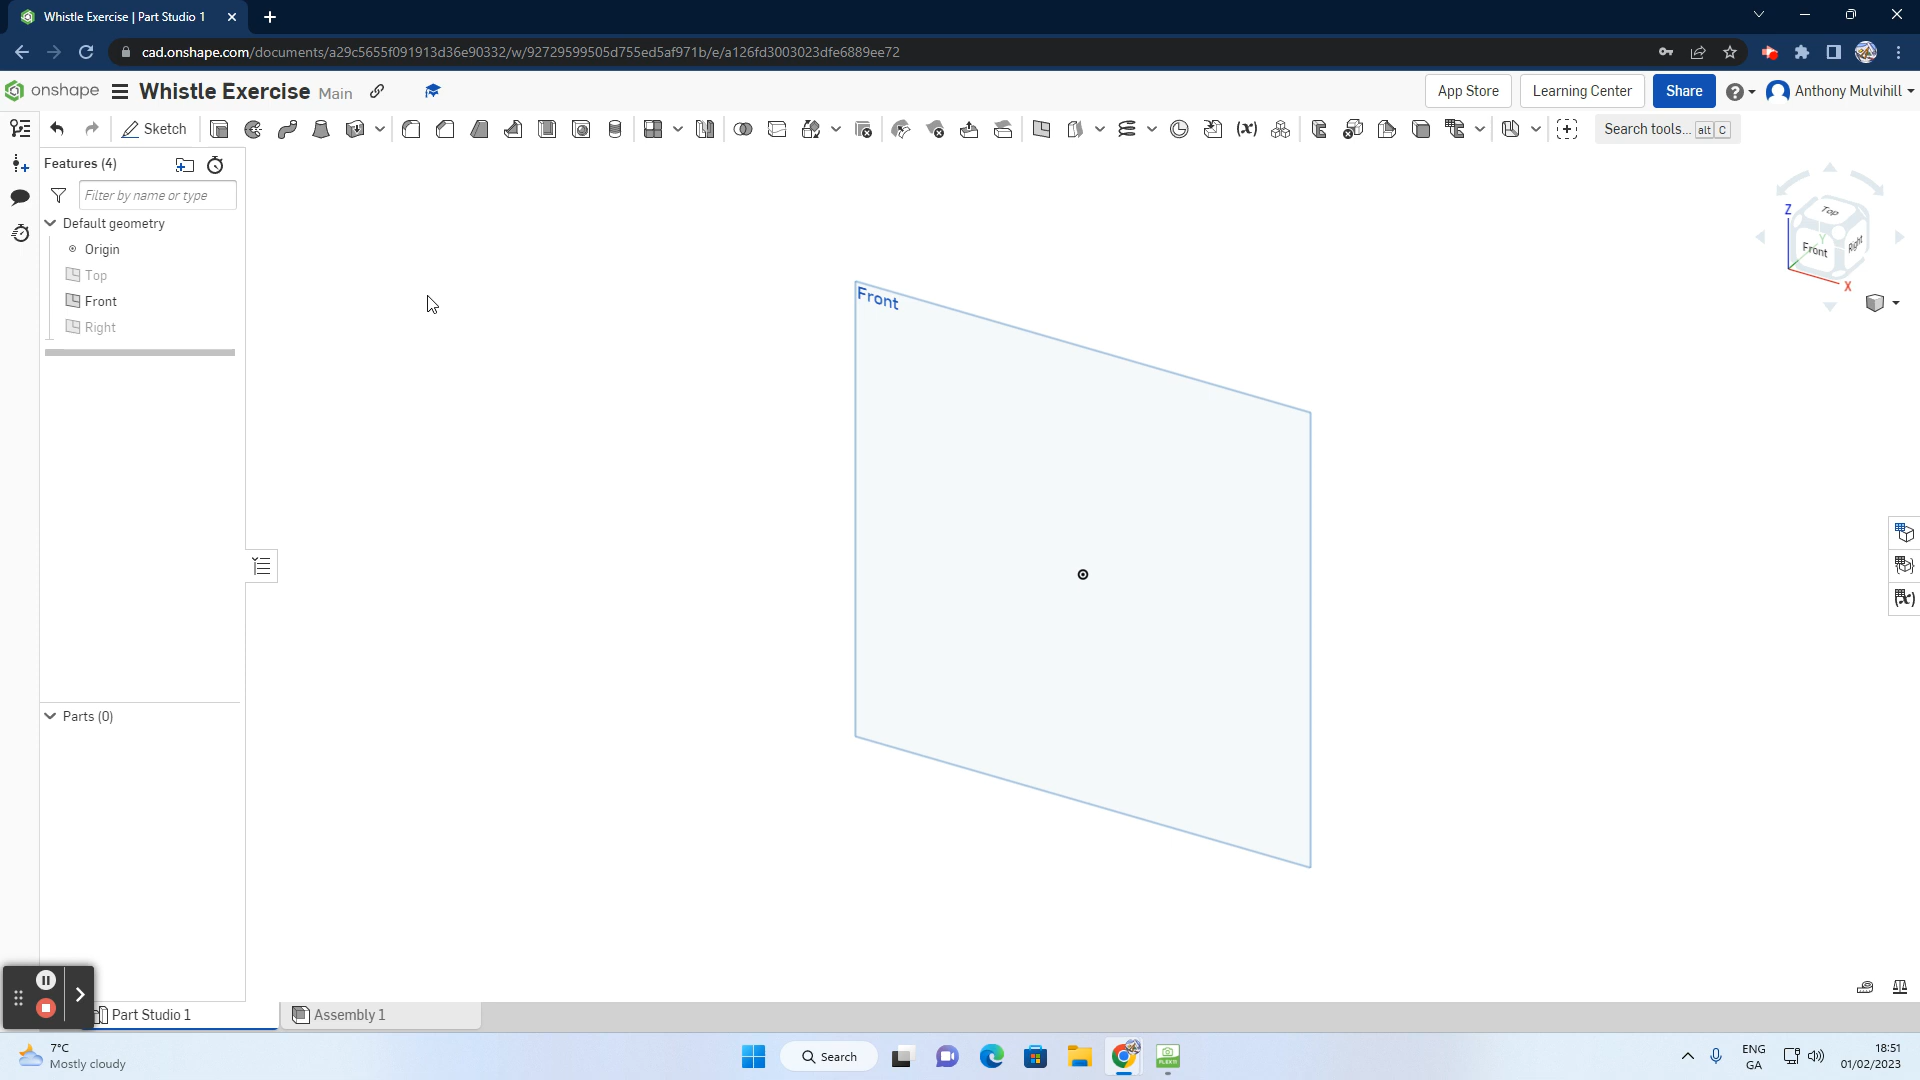 Whistle Exercise | Part Studio 1
cad.onshape.com/documents/a29c5655f091913d36e90332/w/92729599505d755ed5af971b/e/a126fd3003023dfe6889ee72
onshape
Whistle Exercise Main
App Store
Learning Center
Share
Anthony Mulvihill
Sketch
Search tools... alt C
Features (4)
Filter by name or type
Default geometry
Origin
Top
Front
Right
Front
Z
Top
Y
Front
Right
X
Parts (0)
Part Studio 1
Assembly 1
7°C
Mostly cloudy
Search
ENG
GA
18:51
01/02/2023